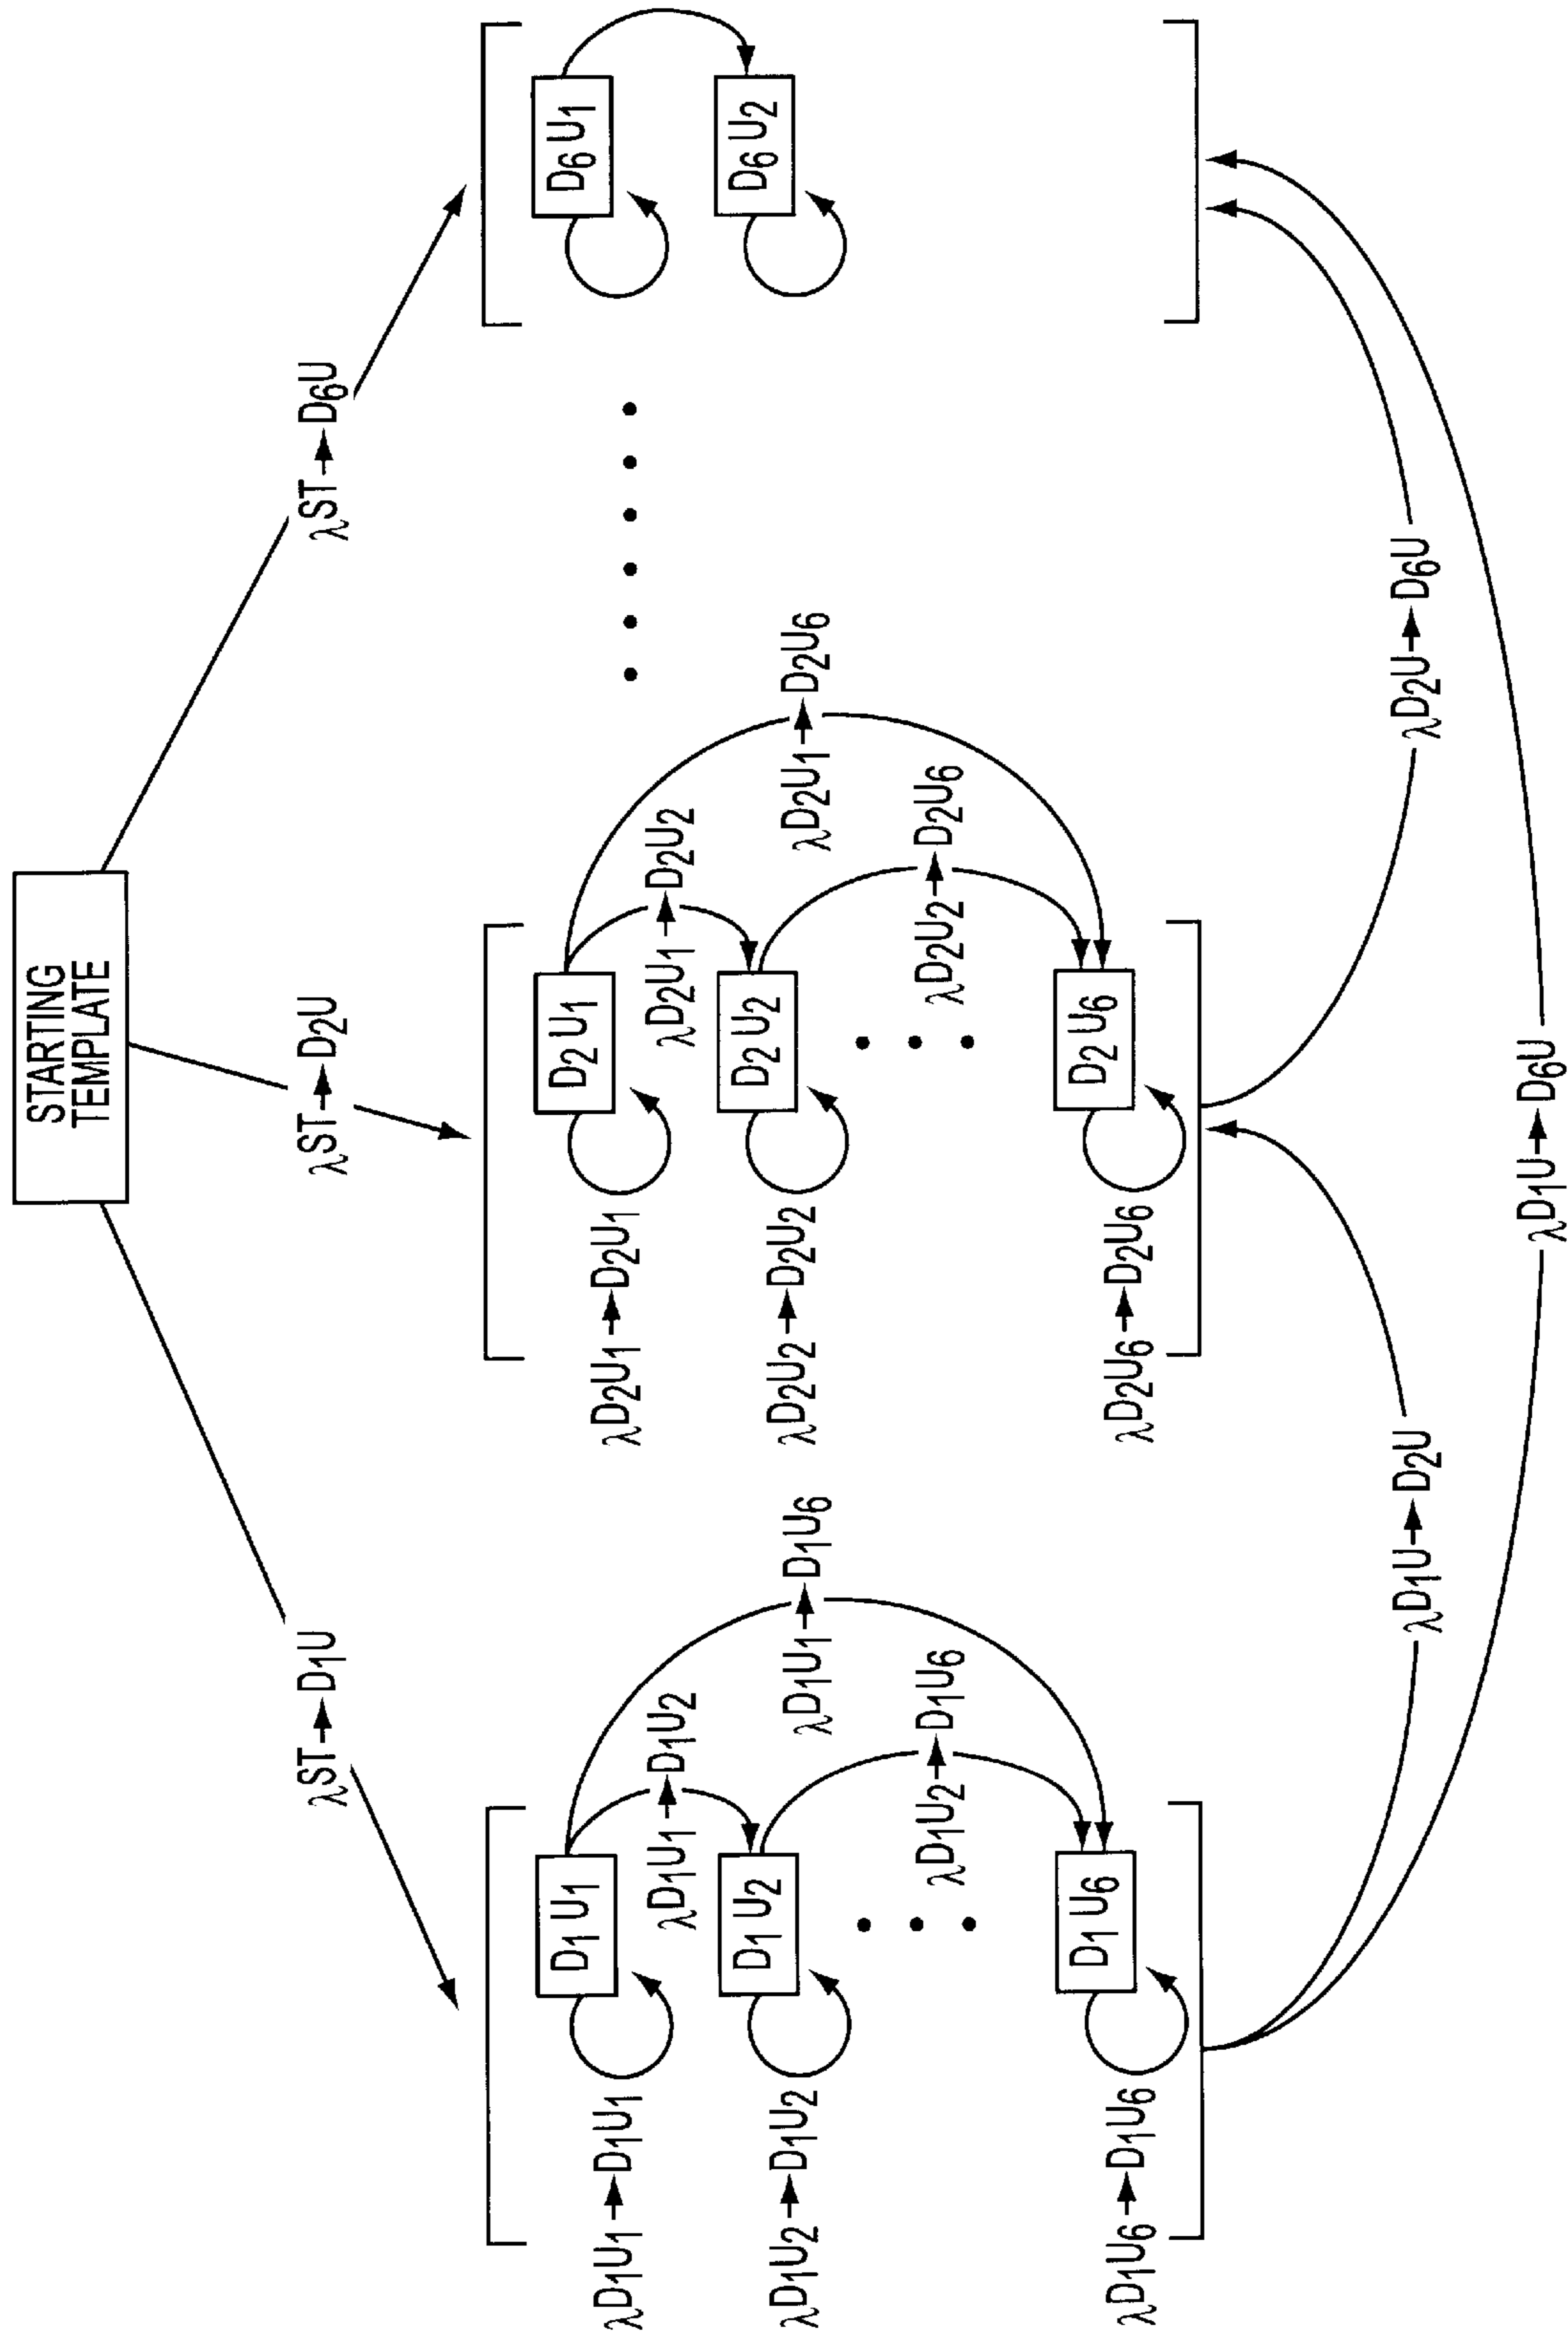 STARTING
TEMPLATE
λST→D1U
λST→D2U
λST→D6U
D1 U1
λD1U1→D1U1
λD1U1→D1U2
D1 U2
λD1U2→D1U2
λD1U1→D1U6
λD1U2→D1U6
D1 U6
λD1U6→D1U6
D2 U1
λD2U1→D2U1
λD2U1→D2U2
D2 U2
λD2U2→D2U2
λD2U1→D2U6
λD2U2→D2U6
D2 U6
λD2U6→D2U6
D6 U1
D6 U2
λD1U→D2U
λD2U→D6U
λD1U→D6U